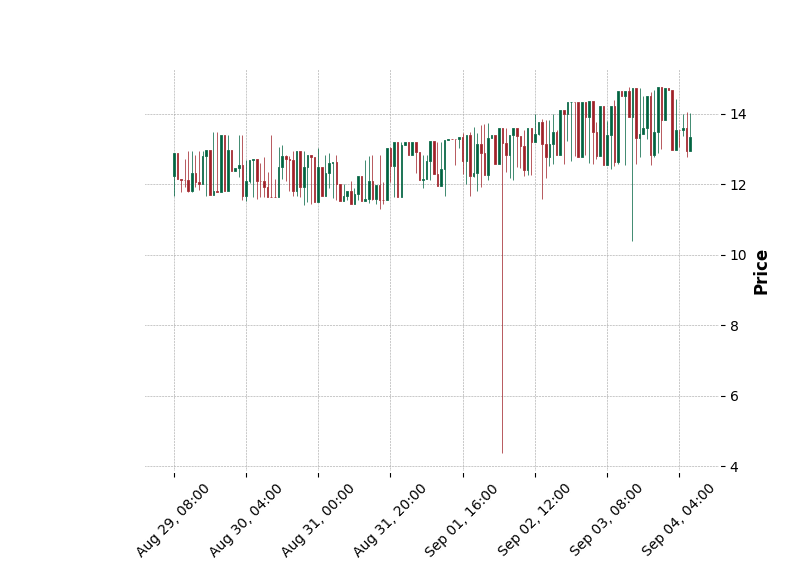 14
12
10
8
6
4
Price
Aug 29, 08:00
Aug 30, 04:00
Aug 31, 00:00
Aug 31, 20:00
Sep 01, 16:00
Sep 02, 12:00
Sep 03, 08:00
Sep 04, 04:00